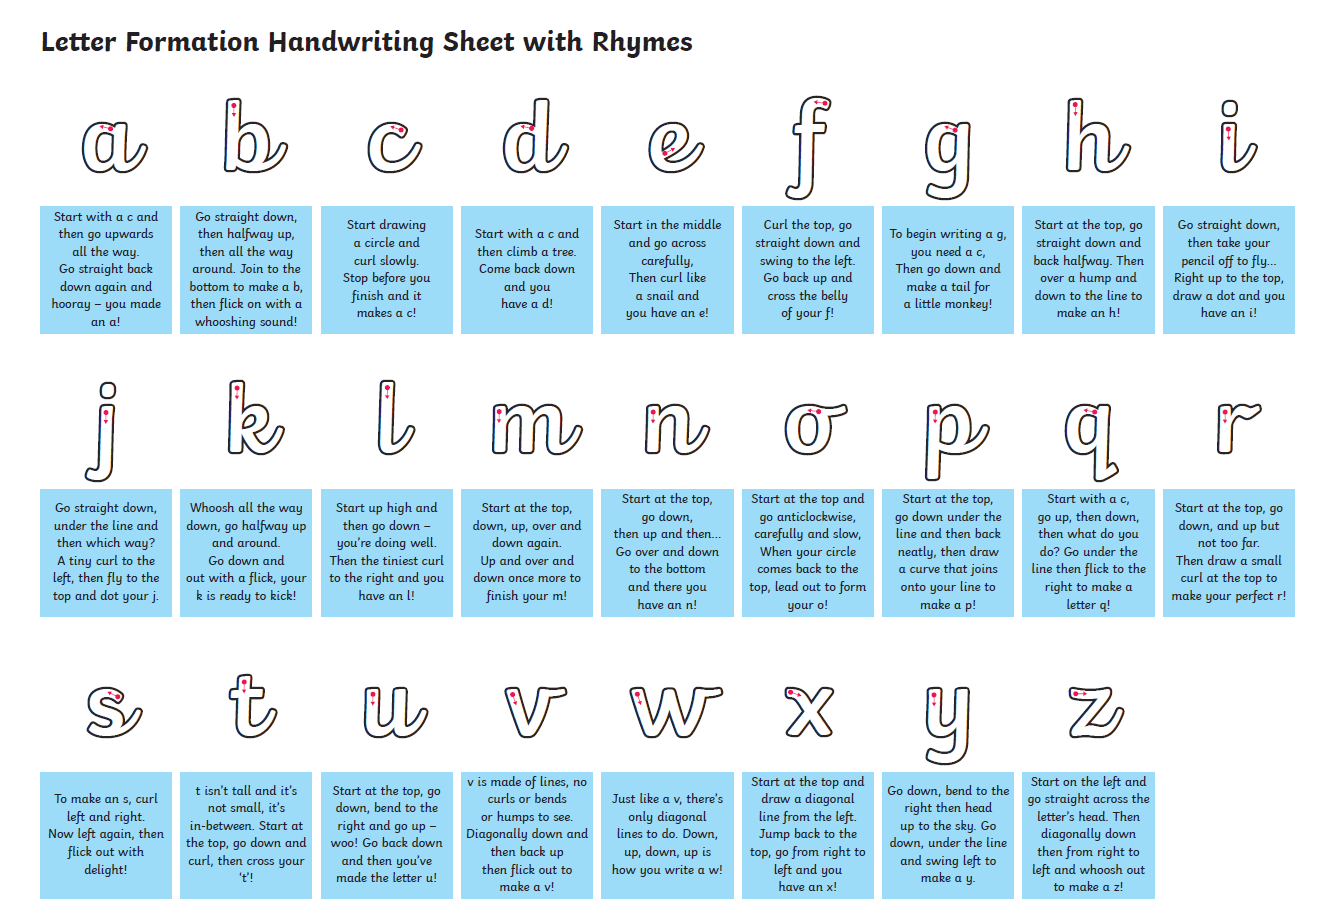 Letter Formation Handwriting Sheet with Rhymes
a
Start with a c and
then go upwards
all the way.
Go straight back
down again and
hooray – you made
an a!
b
Go straight down,
then halfway up,
then all the way
around. Join to the
bottom to make a b,
then flick on with a
whooshing sound!
c
Start drawing
a circle and
curl slowly.
Stop before you
finish and it
makes a c!
d
Start with a c and
then climb a tree.
Come back down
and you
have a d!
e
Start in the middle
and go across
carefully,
Then curl like
a snail and
you have an e!
f
Curl the top, go
straight down and
swing to the left.
Go back up and
cross the belly
of your f!
g
To begin writing a g,
you need a c,
Then go down and
make a tail for
a little monkey!
h
Start at the top, go
straight down and
back halfway. Then
over a hump and
down to the line to
make an h!
i
Go straight down,
then take your
pencil off to fly...
Right up to the top,
draw a dot and you
have an i!
j
Go straight down,
under the line and
then which way?
A tiny curl to the
left, then fly to the
top and dot your j.
k
Whoosh all the way
down, go halfway up
and around.
Go down and
out with a flick, your
k is ready to kick!
l
Start up high and
then go down –
you're doing well.
Then the tiniest curl
to the right and you
have an l!
m
Start at the top,
down, up, over and
down again.
Up and over and
down once more to
finish your m!
n
Start at the top,
go down,
then up and then...
Go over and down
to the bottom
and there you
have an n!
o
Start at the top and
go anticlockwise,
carefully and slow,
When your circle
comes back to the
top, lead out to form
your o!
p
Start at the top,
go down under the
line and then back
neatly, then draw
a curve that joins
onto your line to
make a p!
q
Start with a c,
go up, then down,
then what do you
do? Go under the
line then flick to the
right to make a
letter q!
r
Start at the top, go
down, and up but
not too far.
Then draw a small
curl at the top to
make your perfect r!
s
To make an s, curl
left and right.
Now left again, then
flick out with
delight!
t
t isn't tall and it's
not small, it's
in-between. Start at
the top, go down and
curl, then cross your
't'!
u
Start at the top, go
down, bend to the
right and go up –
woo! Go back down
and then you've
made the letter u!
v
v is made of lines, no
curls or bends
or humps to see.
Diagonally down and
then back up
then flick out to
make a v!
w
Just like a v, there's
only diagonal
lines to do. Down,
up, down, up is
how you write a w!
x
Start at the top and
draw a diagonal
line from the left.
Jump back to the
top, go from right to
left and you
have an x!
y
Go down, bend to the
right then head
up to the sky. Go
down, under the line
and swing left to
make a y.
z
Start on the left and
go straight across the
letter's head. Then
diagonally down
then from right to
left and whoosh out
to make a z!